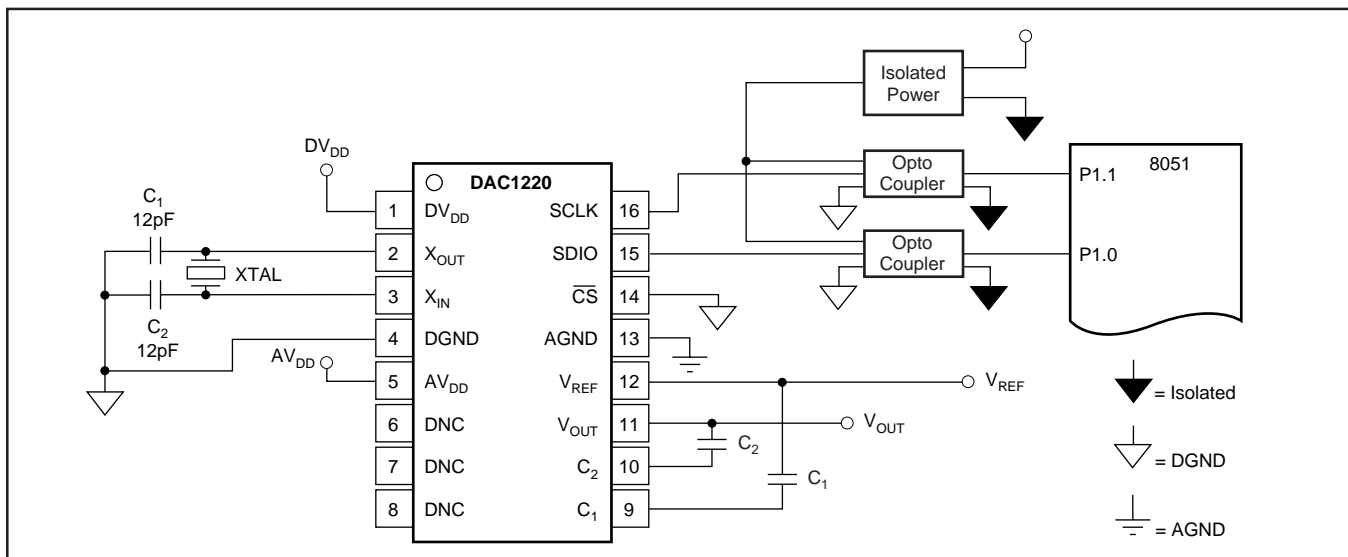 Isolated
Power
DV_DD
C_1
12pF
XTAL
C_2
12pF
AV_DD
DAC1220
1 DV_DD
2 X_OUT
3 X_IN
4 DGND
5 AV_DD
6 DNC
7 DNC
8 DNC
SCLK 16
SDIO 15
C̅S̅ 14
AGND 13
V_REF 12
V_OUT 11
C_2 10
C_1 9
Opto
Coupler
Opto
Coupler
8051
P1.1
P1.0
V_REF
V_OUT
C_2
C_1
= Isolated
= DGND
= AGND